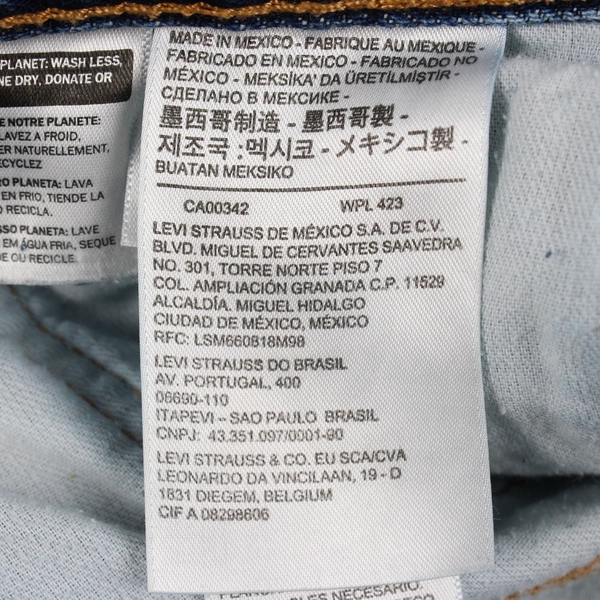 PLANET: WASH LESS,
NE DRY, DONATE OR
E NOTRE PLANETE:
LAVEZ A FROID,
ER NATURELLEMENT,
ECYCLEZ
RO PLANETA: LAVA
EN FRIO, TIENDE LA
O RECICLA.
SSO PLANETA: LAVE
EM ÁGUA FRIA, SEQUE
OE OU RECICLE.
MADE IN MEXICO - FABRIQUE AU MEXIQUE -
FABRICADO EN MEXICO - FABRICADO NO
MÉXICO - MEKSİKA' DA ÜRETİLMİŞTİR -
СДЕЛАНО В МЕКСИКЕ -
墨西哥制造 - 墨西哥製 -
제조국 :멕시코 - メキシコ製 -
BUATAN MEKSIKO
CA00342 WPL 423
LEVI STRAUSS DE MÉXICO S.A. DE C.V.
BLVD. MIGUEL DE CERVANTES SAAVEDRA
NO. 301, TORRE NORTE PISO 7
COL. AMPLIACIÓN GRANADA C.P. 11529
ALCALDÍA. MIGUEL HIDALGO
CIUDAD DE MÉXICO, MÉXICO
RFC: LSM660818M98
LEVI STRAUSS DO BRASIL
AV. PORTUGAL, 400
06690-110
ITAPEVI - SAO PAULO BRASIL
CNPJ: 43.351.097/0001-90
LEVI STRAUSS & CO. EU SCA/CVA
LEONARDO DA VINCILAAN, 19 - D
1831 DIEGEM, BELGIUM
CIF A 08298606
NECESARIO.